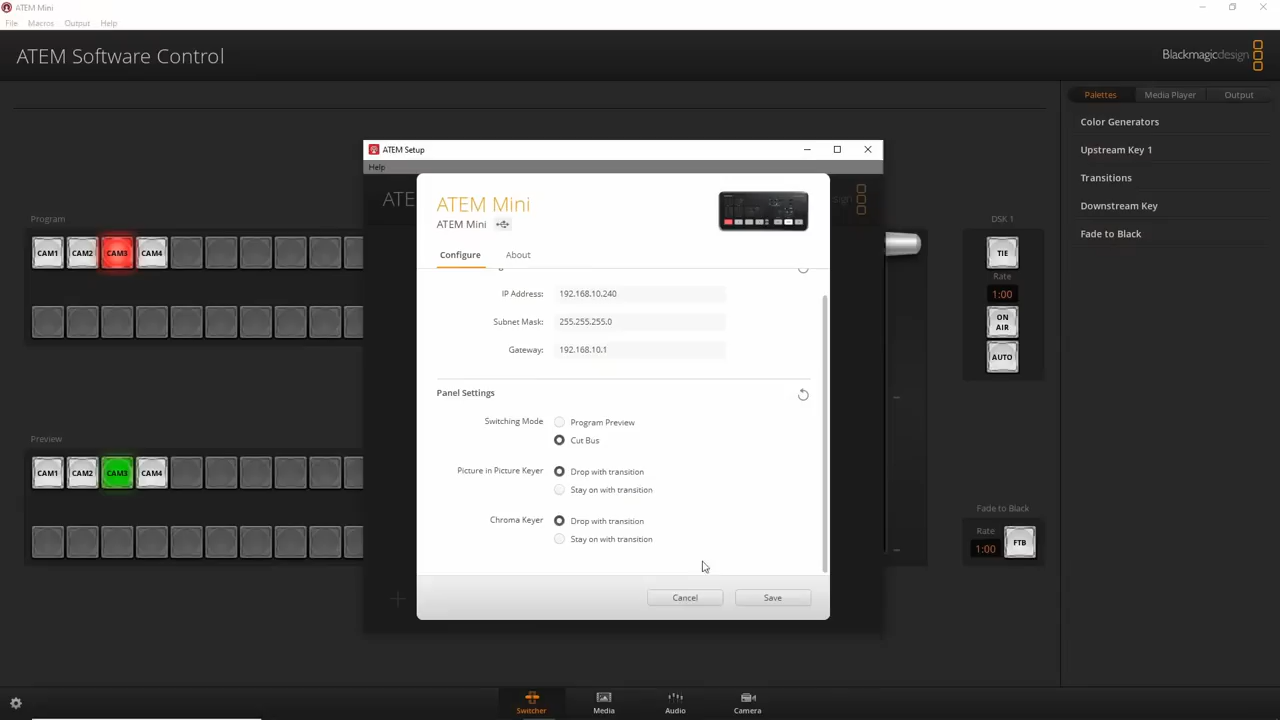 ATEM Mini
File Macros Output Help
ATEM Software Control
Blackmagicdesign
Palettes Media Player Output
Color Generators
Upstream Key 1
Transitions
Downstream Key
Fade to Black
Program
CAM1 CAM2 CAM3 CAM4
Preview
CAM1 CAM2 CAM3 CAM4
ATEM Setup
Help
ATE
ATEM Mini
ATEM Mini
Configure About
IP Address: 192.168.10.240
Subnet Mask: 255.255.255.0
Gateway: 192.168.10.1
Panel Settings
Switching Mode Program Preview
Cut Bus
Picture in Picture Keyer Drop with transition
Stay on with transition
Chroma Keyer Drop with transition
Stay on with transition
Cancel Save
DSK 1
TIE
Rate
1:00
ON
AIR
AUTO
Fade to Black
Rate
1:00 FTB
Switcher Media Audio Camera